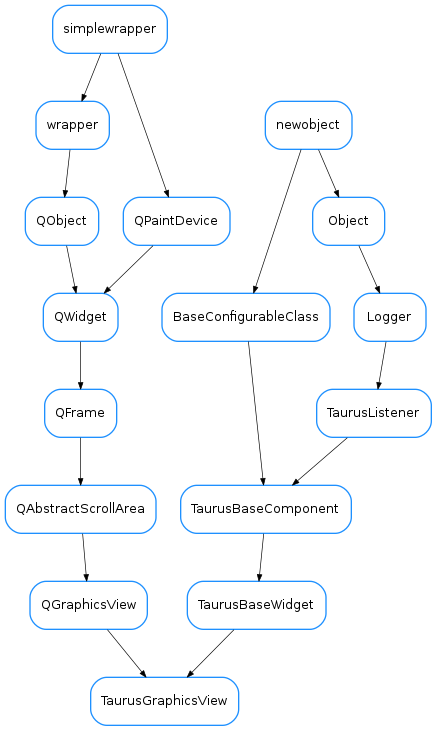 simplewrapper
wrapper
newobject
QObject
QPaintDevice
Object
QWidget
BaseConfigurableClass
Logger
QFrame
TaurusListener
QAbstractScrollArea
TaurusBaseComponent
QGraphicsView
TaurusBaseWidget
TaurusGraphicsView